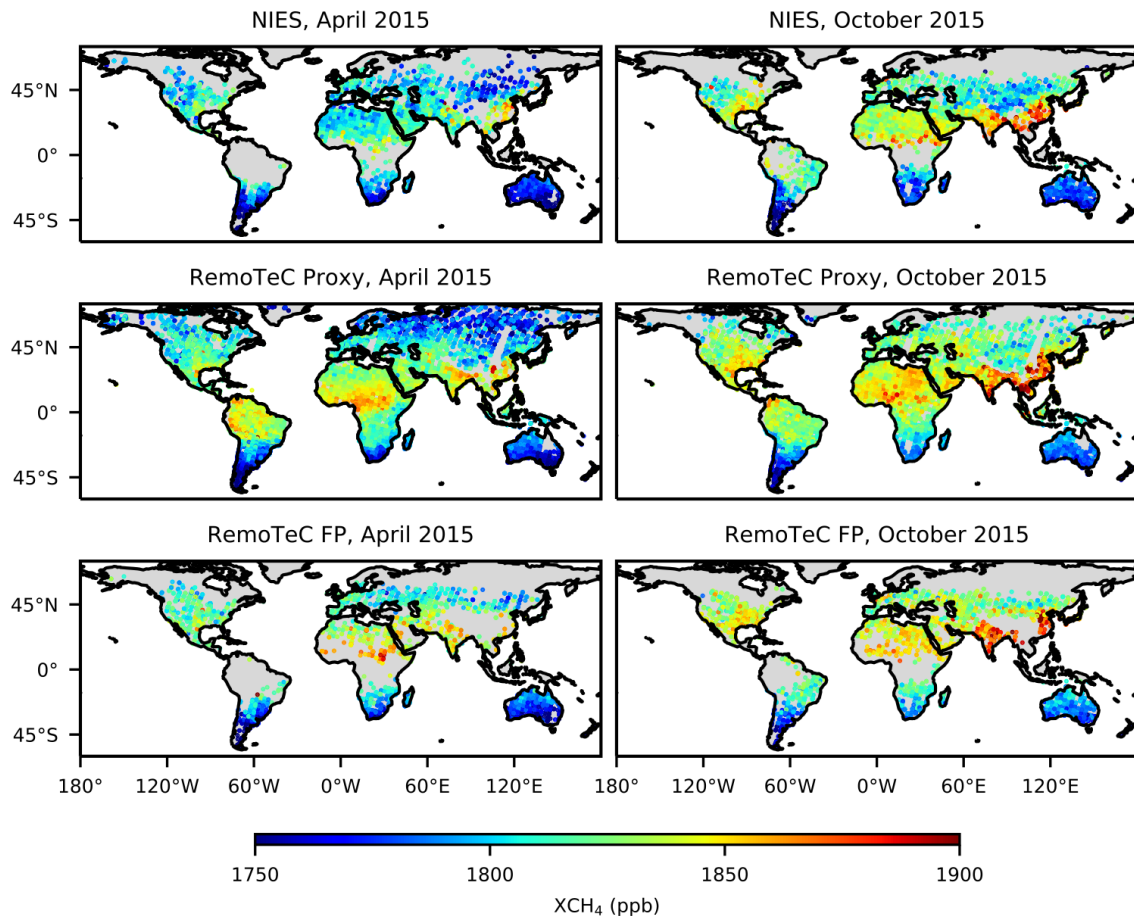 NIES, April 2015
NIES, October 2015
45°N
0°
45°S
RemoTeC Proxy, April 2015
RemoTeC Proxy, October 2015
45°N
0°
45°S
RemoTeC FP, April 2015
RemoTeC FP, October 2015
45°N
0°
45°S
180° 120°W 60°W 0°W 60°E 120°E 180° 120°W 60°W 0°W 60°E 120°E
1750 1800 1850 1900
XCH₄ (ppb)